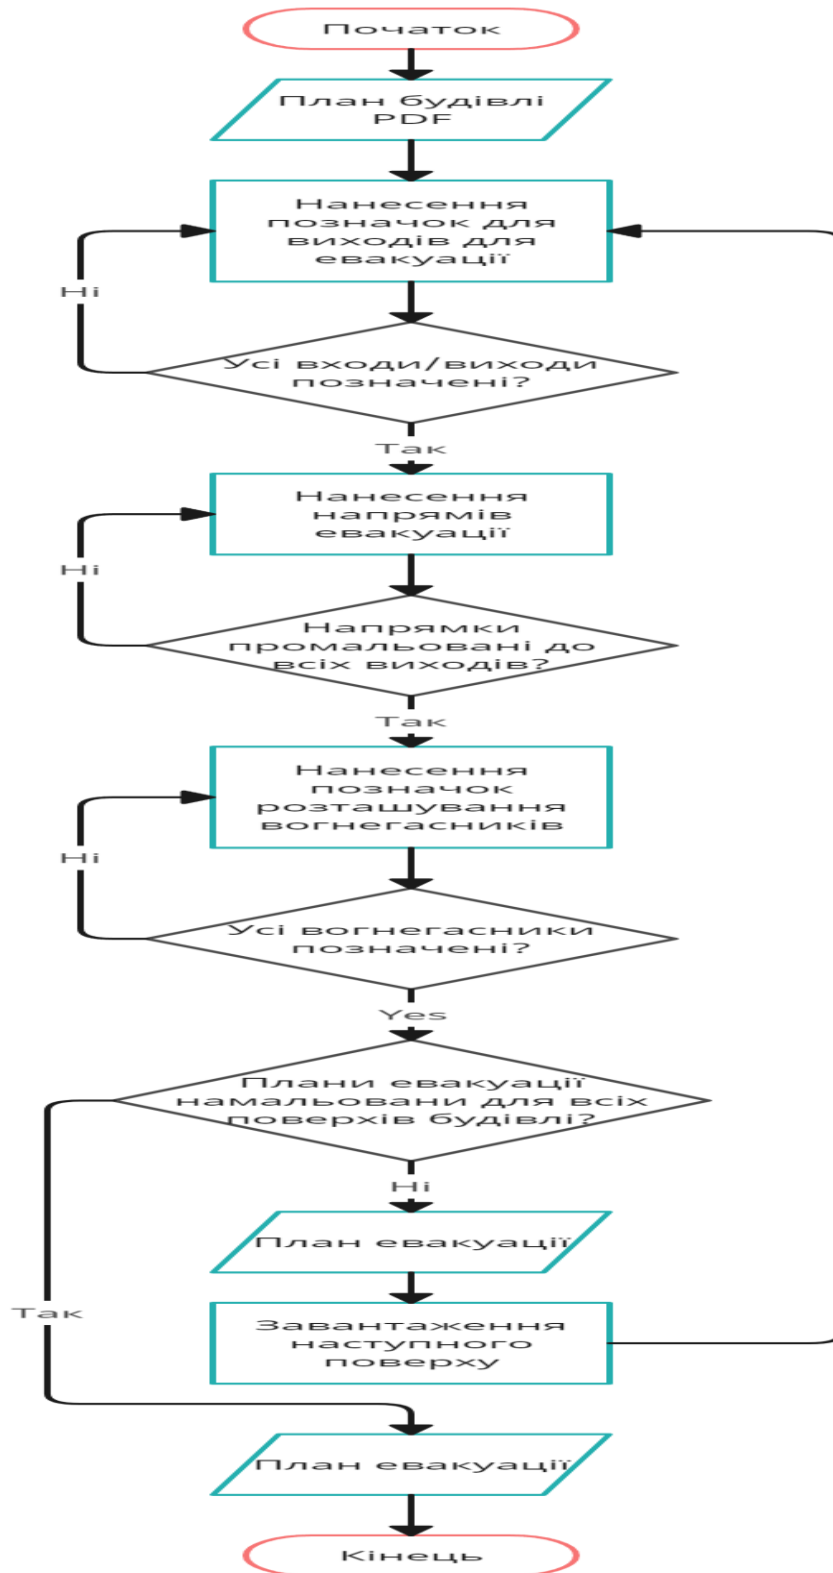 Початок
План будівлі
PDF
Нанесення
позначок для
виходів для
евакуації
Ні
Усі входи/виходи
позначені?
Так
Нанесення
напрямів
евакуації
Ні
Напрямки
промальовані до
всіх виходів?
Так
Нанесення
позначок
розташування
вогнегасників
Ні
Усі вогнегасники
позначені?
Yes
Плани евакуації
намальовани для всіх
поверхів будівлі?
Ні
План евакуації
Так
Завантаження
наступного
поверху
План евакуації
Кінець